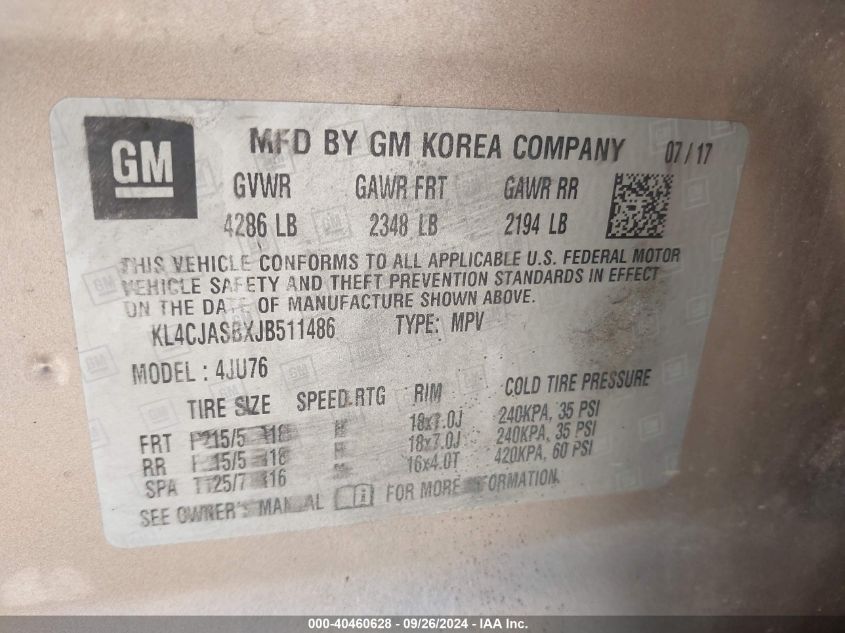 GM
MFD BY GM KOREA COMPANY 07/17
GVWR GAWR FRT GAWR RR
4286 LB 2348 LB 2194 LB
THIS VEHICLE CONFORMS TO ALL APPLICABLE U.S. FEDERAL MOTOR
VEHICLE SAFETY AND THEFT PREVENTION STANDARDS IN EFFECT
ON THE DATE OF MANUFACTURE SHOWN ABOVE.
KL4CJASBXJB511486 TYPE: MPV
MODEL : 4JU76
TIRE SIZE SPEED RTG RIM COLD TIRE PRESSURE
FRT 18x7.0J 240KPA, 35 PSI
RR 18x7.0J 240KPA, 35 PSI
SPA 16x4.0T 420KPA, 60 PSI
SEE OWNER'S MANUAL FOR MORE INFORMATION.
000-40460628 - 09/26/2024 - IAA Inc.